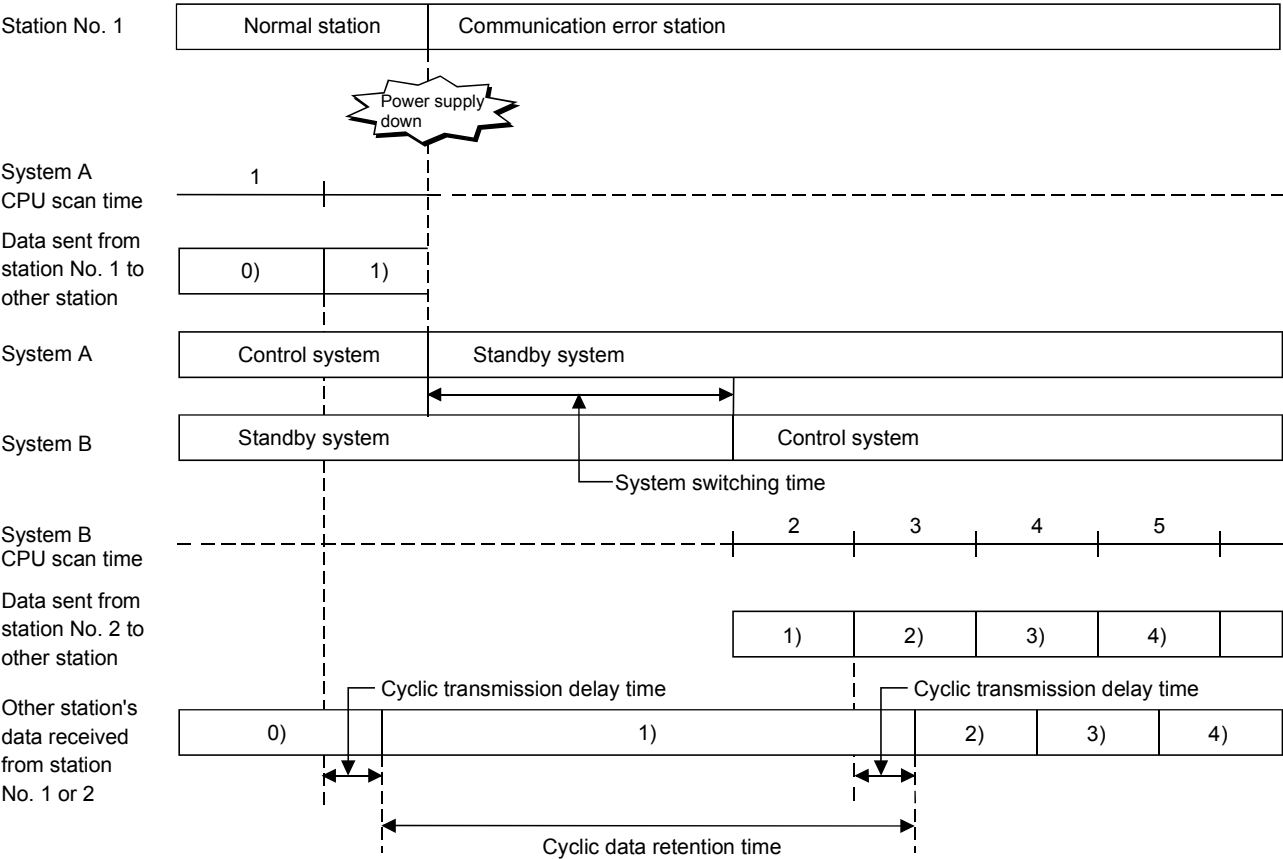 Station No. 1
Normal station
Communication error station
Power supply
down
System A
CPU scan time
1
Data sent from
station No. 1 to
other station
0)
1)
System A
Control system
Standby system
System B
Standby system
Control system
System switching time
System B
CPU scan time
2
3
4
5
Data sent from
station No. 2 to
other station
1)
2)
3)
4)
Cyclic transmission delay time
Cyclic transmission delay time
Other station's
data received
from station
No. 1 or 2
0)
1)
2)
3)
4)
Cyclic data retention time